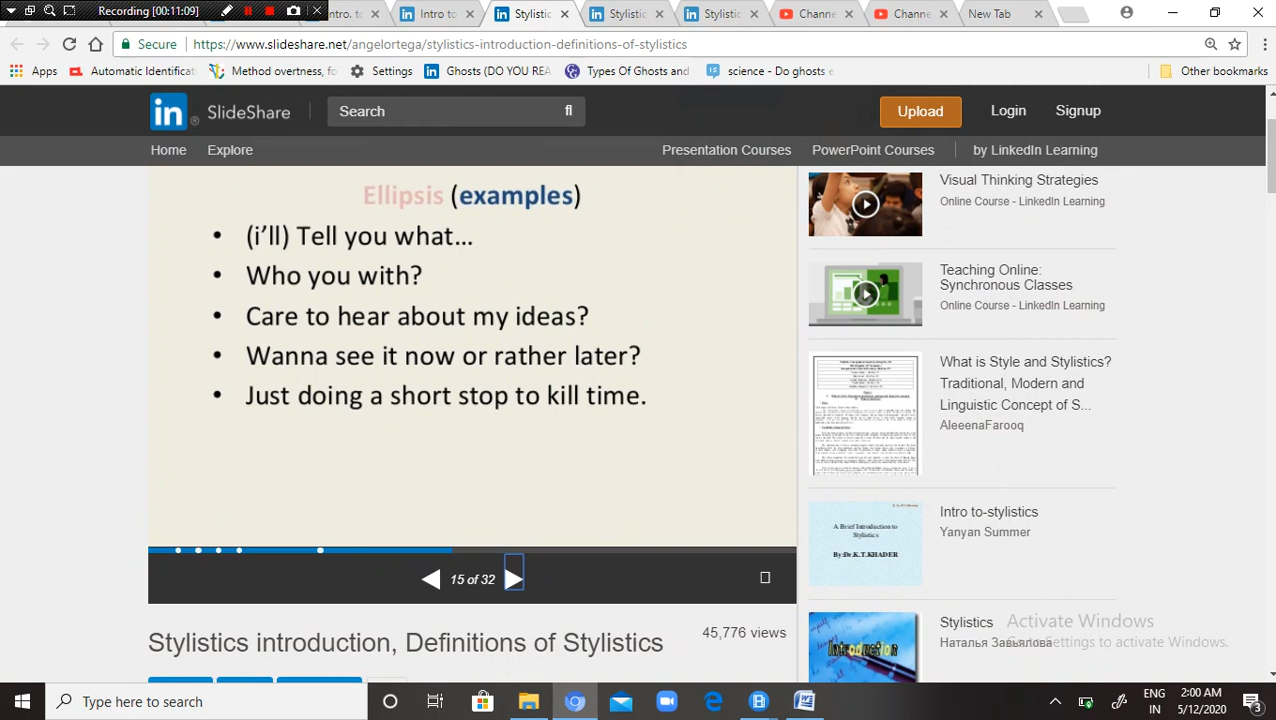 Recording [00:11:09]
Intro. to
Intro to
Stylistic
Stylistic
Stylistic
Channe
Channe
New Tab
Secure
https://www.slideshare.net/angelortega/stylistics-introduction-definitions-of-stylistics
Apps
Automatic Identificat
Method overtness, fo
Settings
Ghosts (DO YOU REA
Types Of Ghosts and
science - Do ghosts e
Other bookmarks
in
SlideShare
Search
fl
Upload
Login
Signup
Home
Explore
Presentation Courses
PowerPoint Courses
by LinkedIn Learning
Ellipsis (examples)
• (i’ll) Tell you what…
• Who you with?
• Care to hear about my ideas?
• Wanna see it now or rather later?
• Just doing a short stop to kill time.
15 of 32
Stylistics introduction, Definitions of Stylistics
45,776 views
Visual Thinking Strategies
Online Course - LinkedIn Learning
Teaching Online:
Synchronous Classes
Online Course - LinkedIn Learning
What is Style and Stylistics?
Traditional, Modern and
Linguistic Concept of S...
AleeenaFarooq
A Brief Introduction to
Stylistics
By:Dr.K.T.KHADER
Intro to-stylistics
Yanyan Summer
Introduction
Stylistics
Наталья Завьялова
Activate Windows
Go to Settings to activate Windows.
Type here to search
ENG
IN
2:00 AM
5/12/2020
3